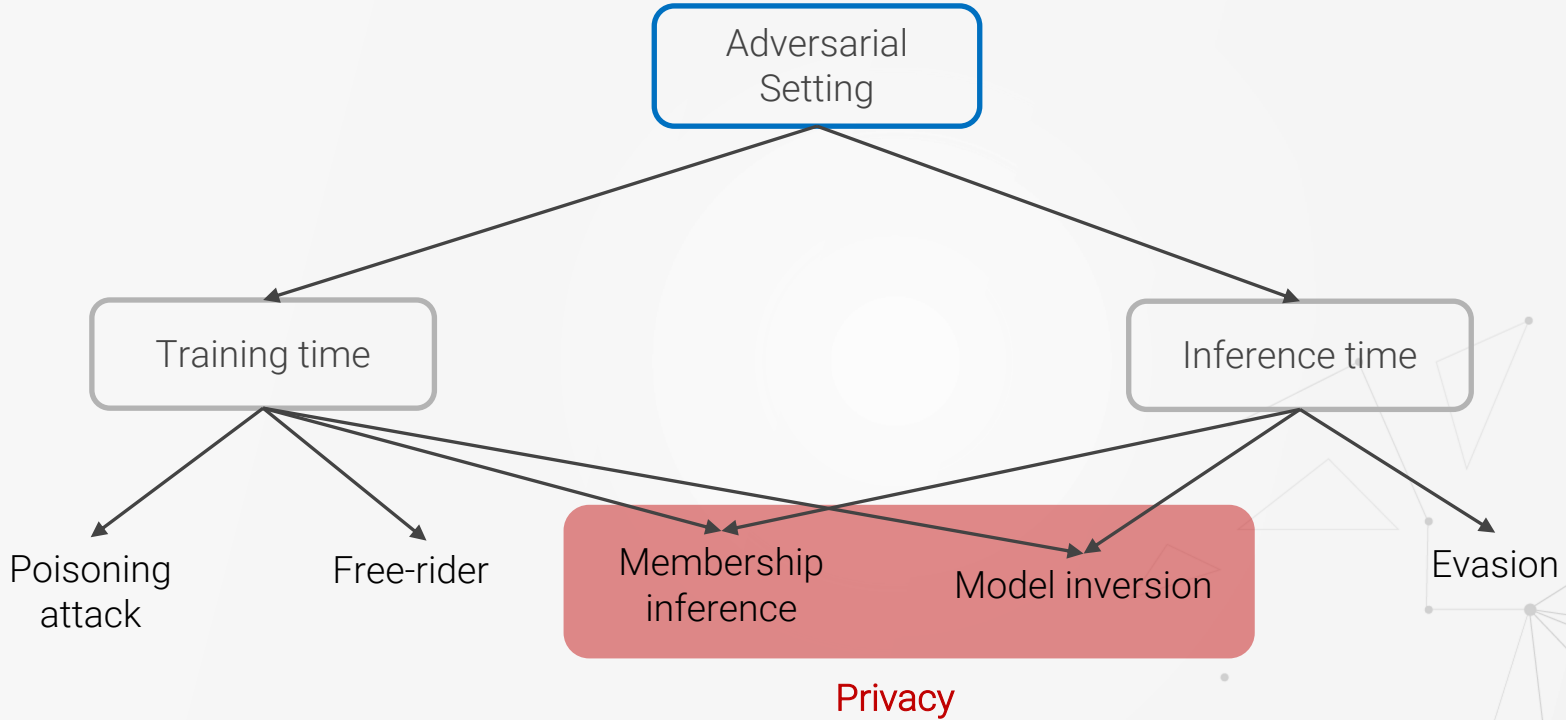 Adversarial
Setting
Training time
Inference time
Poisoning
attack
Free-rider
Membership
inference
Model inversion
Evasion
Privacy